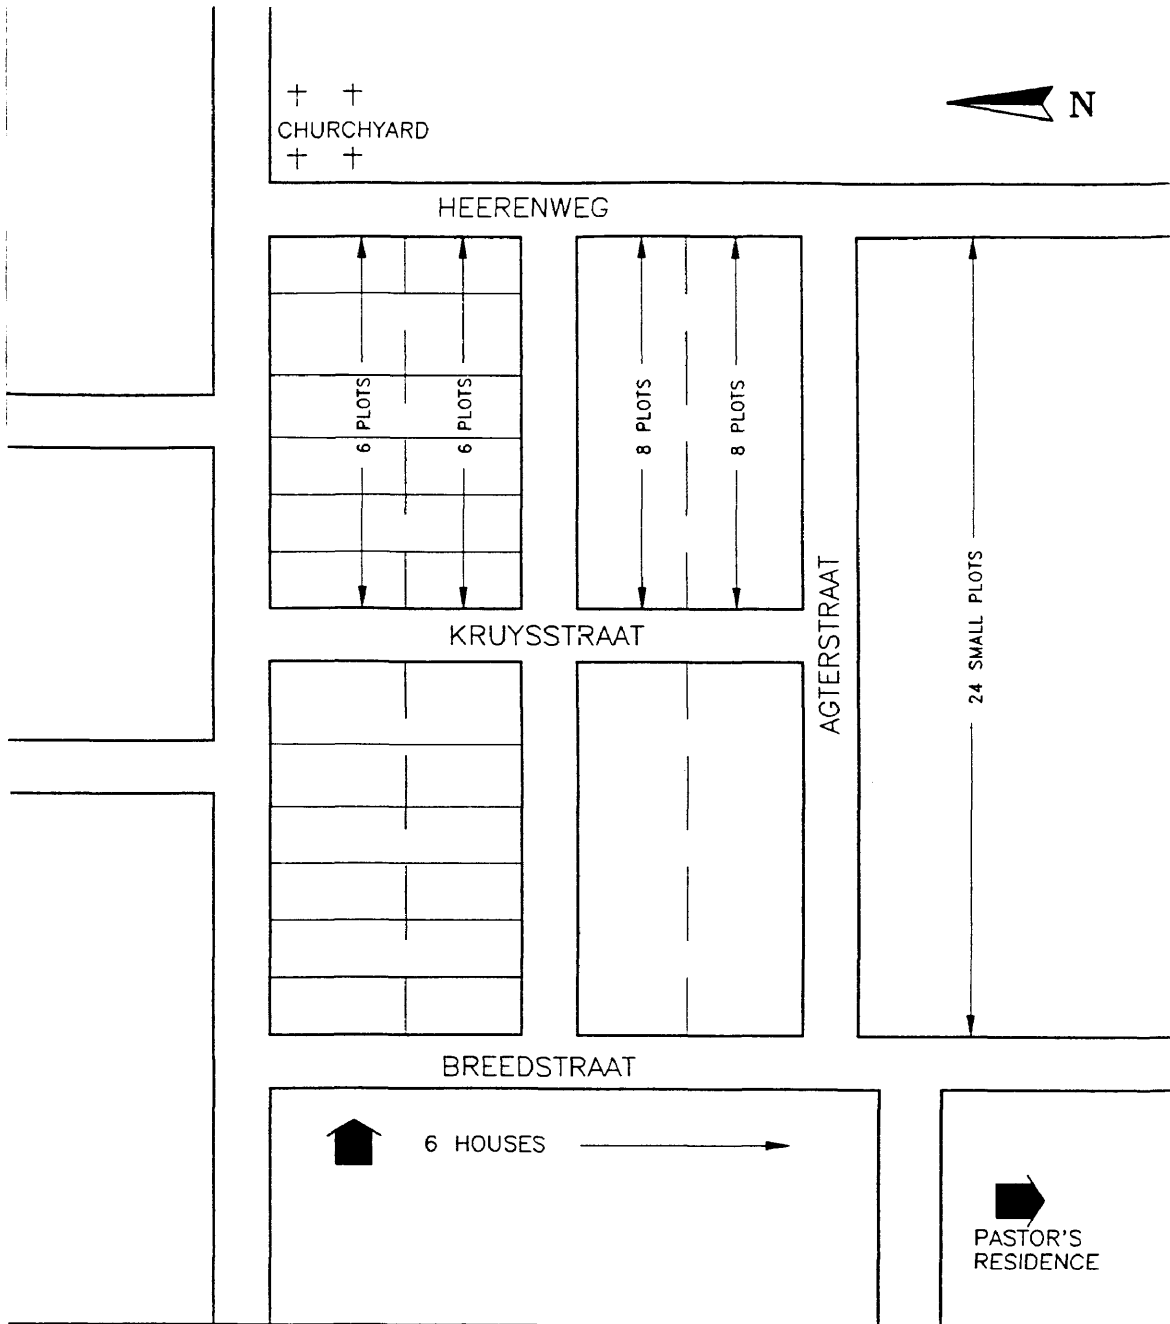 N
CHURCHYARD
HEERENWEG
6 PLOTS
6 PLOTS
8 PLOTS
8 PLOTS
24 SMALL PLOTS
AGTERSTRAAT
KRUYSSTRAAT
BREEDSTRAAT
6 HOUSES
PASTOR'S
RESIDENCE